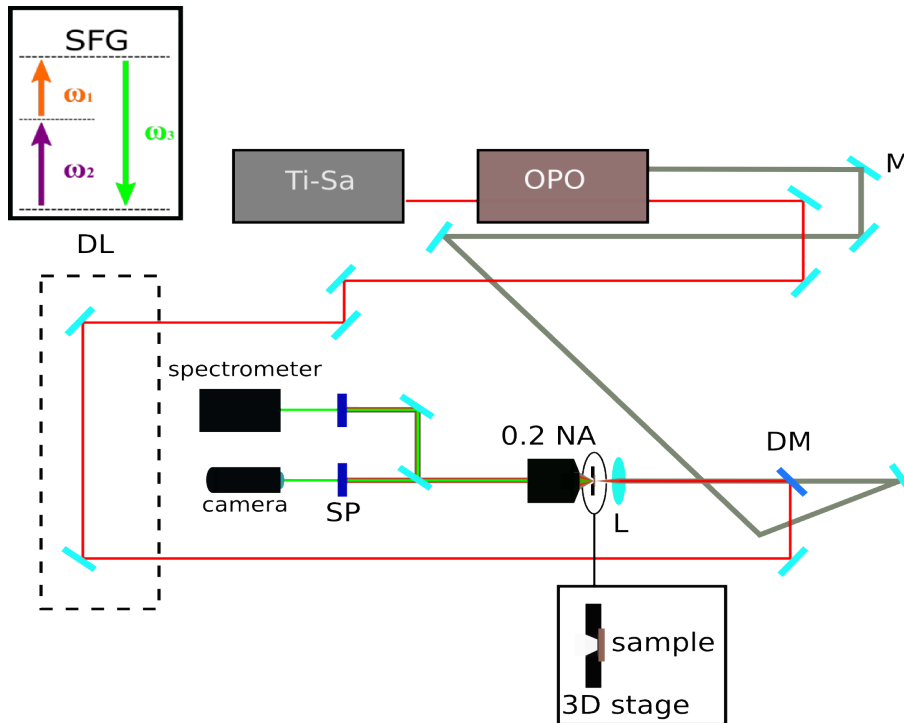 SFG
ω₁
ω₃
ω₂
DL
Ti-Sa
OPO
M
spectrometer
0.2 NA
DM
camera
SP
L
sample
3D stage